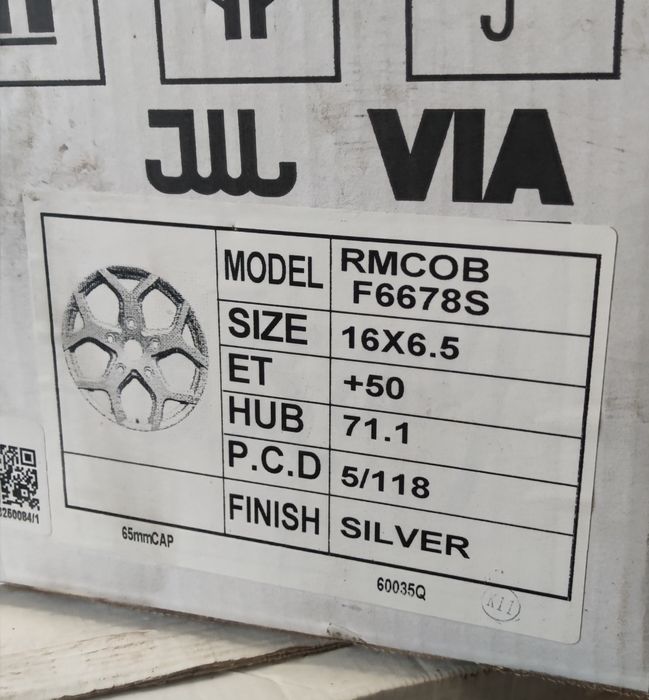 JWL VIA
MODEL RMCOB
F6678S
SIZE 16X6.5
ET +50
HUB 71.1
P.C.D 5/118
FINISH SILVER
65mmCAP
60035Q
K11